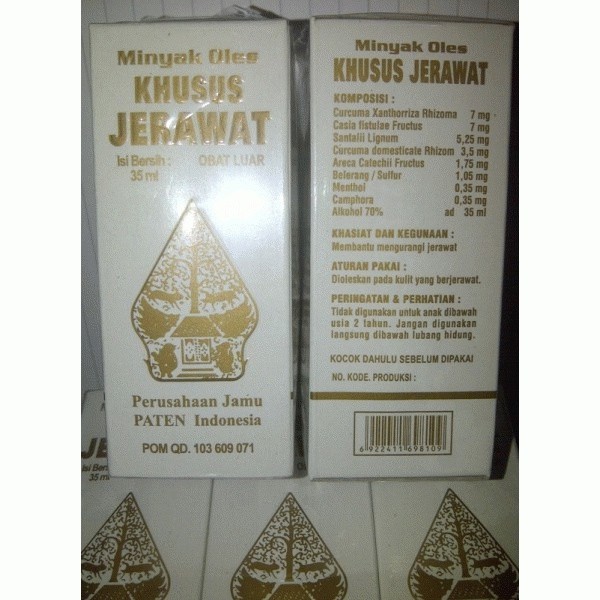 Minyak Oles
KHUSUS
JERAWAT
Isi Bersih : OBAT LUAR
35 ml
Perusahaan Jamu
PATEN Indonesia
POM QD. 103 609 071
Minyak Oles
KHUSUS JERAWAT
KOMPOSISI :
Curcuma Xanthorriza Rhizoma 7 mg
Casia fistulae Fructus 7 mg
Santalii Lignum 5,25 mg
Curcuma domesticate Rhizom 3,5 mg
Areca Catechii Fructus 1,75 mg
Belerang / Sulfur 1,05 mg
Menthol 0,35 mg
Camphora 0,35 mg
Alkohol 70% ad 35 ml
KHASIAT DAN KEGUNAAN :
Membantu mengurangi jerawat
ATURAN PAKAI :
Dioleskan pada kulit yang berjerawat.
PERINGATAN & PERHATIAN :
Tidak digunakan untuk anak dibawah
usia 2 tahun. Jangan digunakan
langsung dibawah lubang hidung.
KOCOK DAHULU SEBELUM DIPAKAI
NO. KODE. PRODUKSI :
6 922411 698109
JE
Isi Bers
35 ml